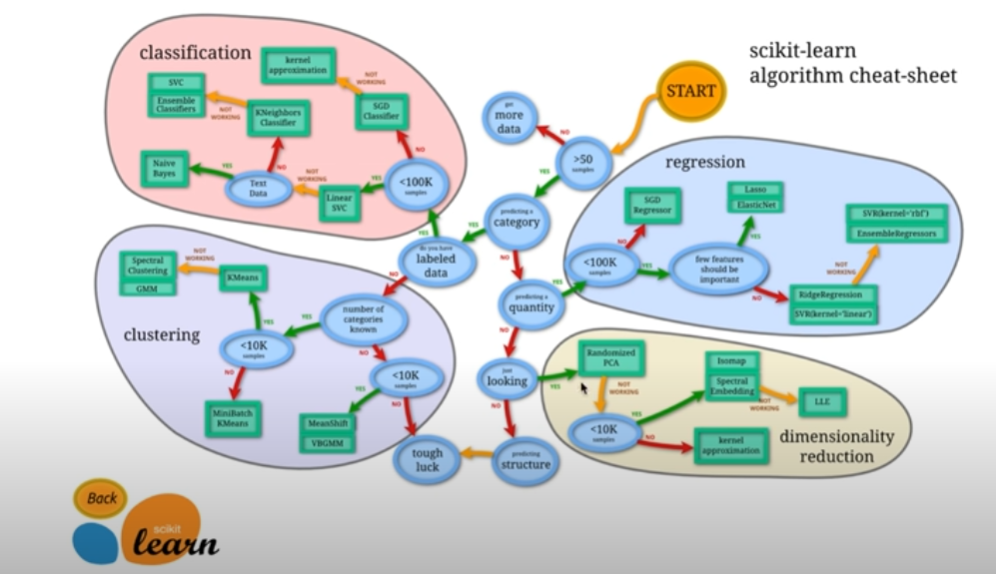 scikit-learn
algorithm cheat-sheet
START
get
more
data
NO
>50
samples
YES
predicting a
category
YES
NO
do you have
labeled
data
YES
NO
predicting a
quantity
YES
NO
just
looking
YES
NO
predicting
structure
tough
luck
classification
kernel
approximation
NOT
WORKING
SVC
Ensemble
Classifiers
NOT
WORKING
KNeighbors
Classifier
SGD
Classifier
NO
Naive
Bayes
YES
Text
Data
NO
NOT
WORKING
Linear
SVC
YES
<100K
samples
regression
SGD
Regressor
NO
<100K
samples
YES
few features
should be
important
YES
NO
Lasso
ElasticNet
SVR(kernel='rbf')
EnsembleRegressors
NOT
WORKING
RidgeRegression
SVR(kernel='linear')
clustering
Spectral
Clustering
GMM
NOT
WORKING
KMeans
YES
<10K
samples
NO
MiniBatch
KMeans
number of
categories
known
YES
NO
<10K
samples
YES
NO
MeanShift
VBGMM
Randomized
PCA
NOT
WORKING
<10K
samples
YES
NO
Isomap
Spectral
Embedding
NOT
WORKING
LLE
kernel
approximation
dimensionality
reduction
Back
scikit
learn